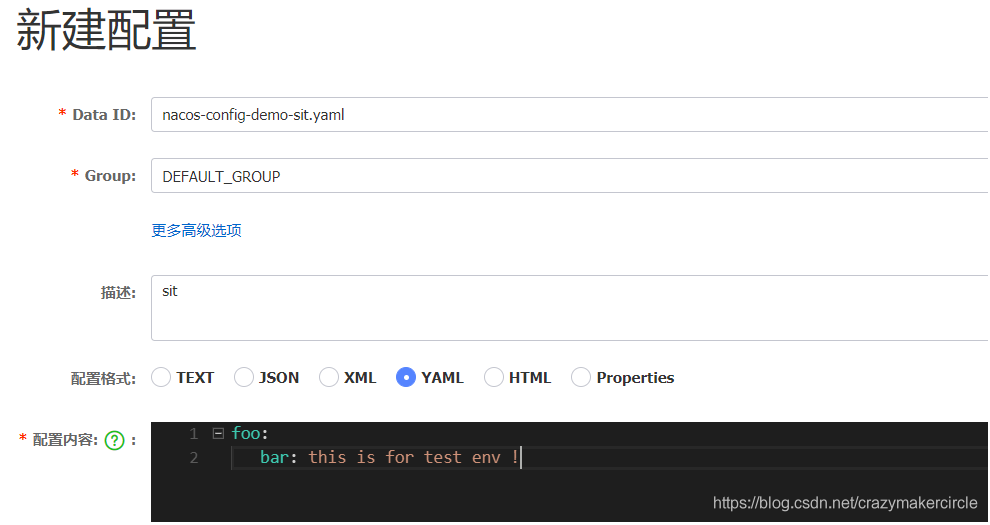 新建配置
* Data ID: nacos-config-demo-sit.yaml
* Group: DEFAULT_GROUP
更多高级选项
描述: sit
配置格式: TEXT JSON XML YAML HTML Properties
* 配置内容: ? : 1 foo:
2 bar: this is for test env !
https://blog.csdn.net/crazymakercircle